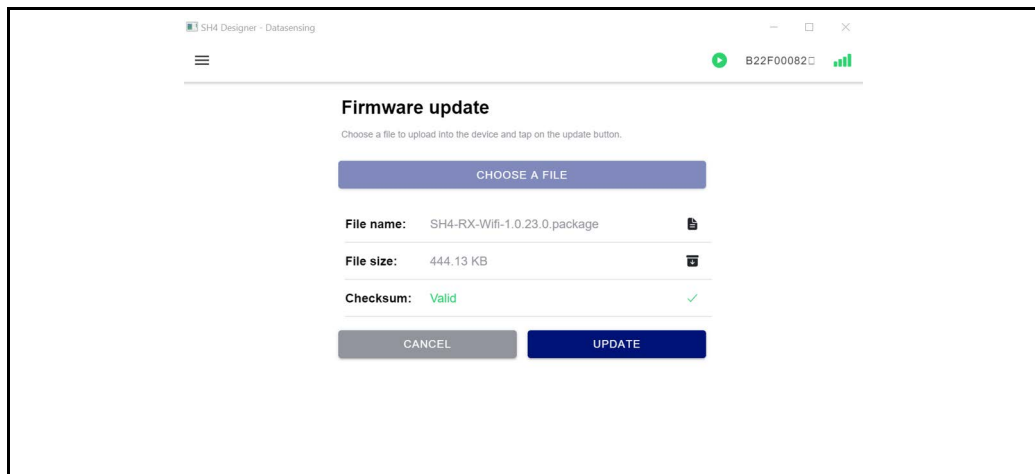 SH4 Designer - Datasensing
B22F00082
Firmware update
Choose a file to upload into the device and tap on the update button.
CHOOSE A FILE
File name: SH4-RX-Wifi-1.0.23.0.package
File size: 444.13 KB
Checksum: Valid
CANCEL UPDATE